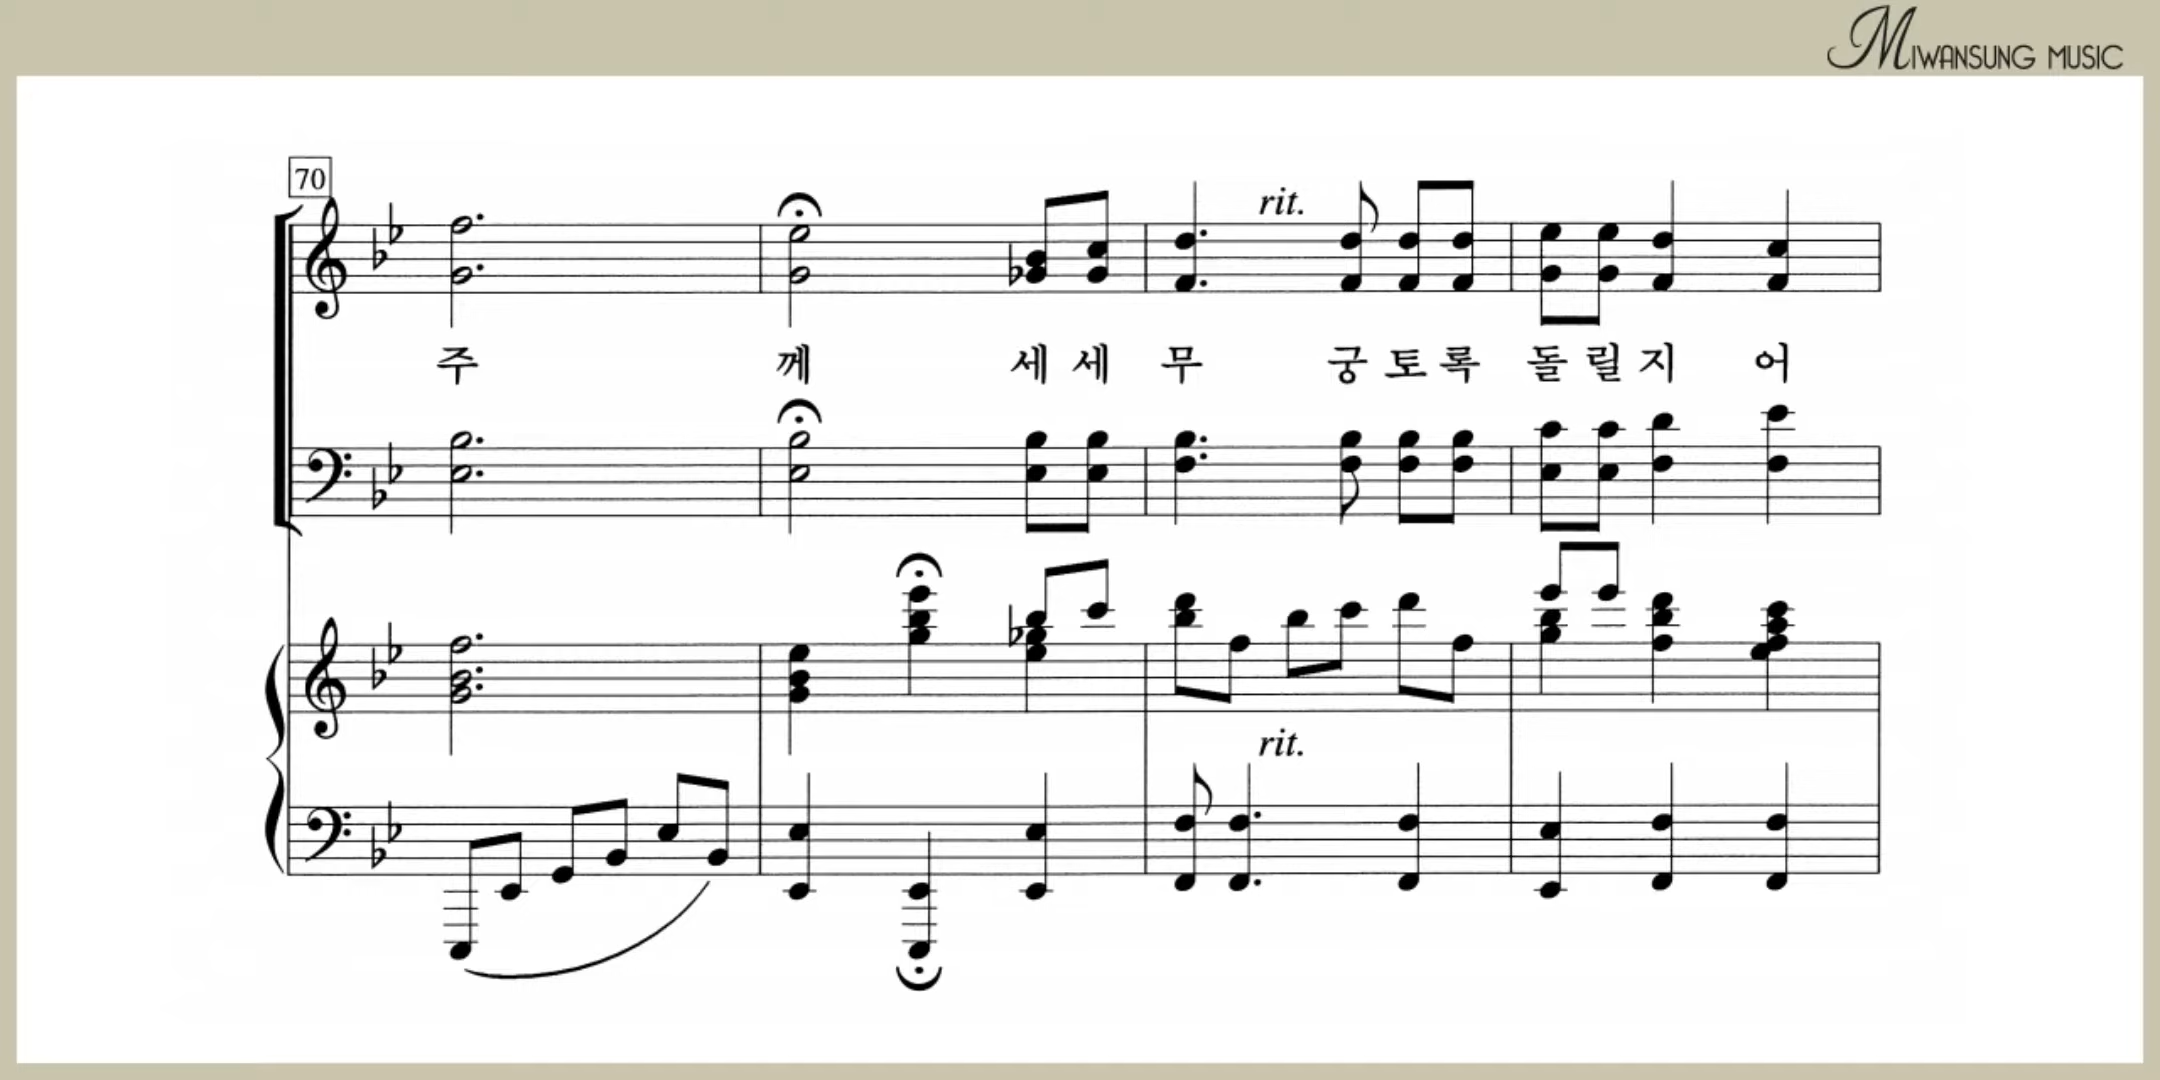 MIWANSUNG MUSIC
70
rit.
주 께 세 세 무 궁 토 록 돌 릴 지 어
rit.